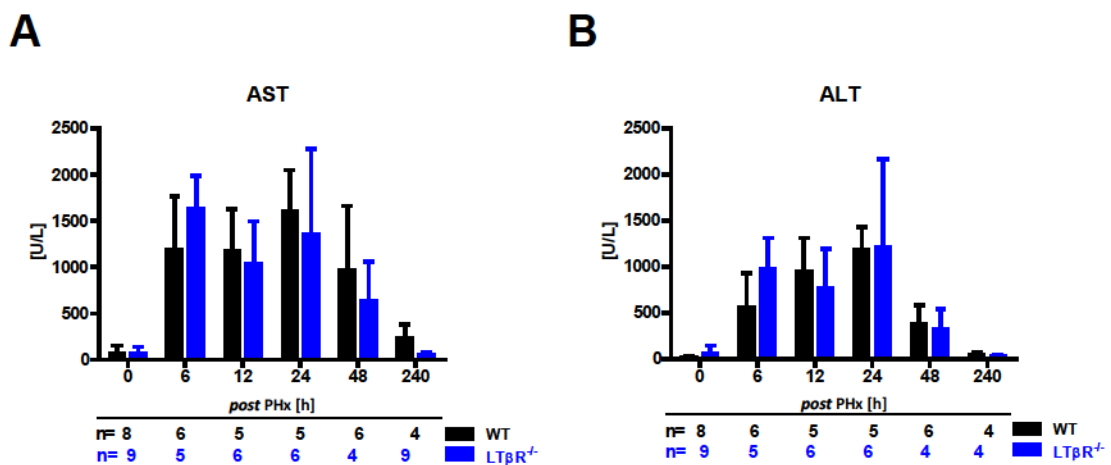 A
AST
2500
2000
1500
1000
500
0
[U/L]
0 6 12 24 48 240
post PHx [h]
n= 8 6 5 5 6 4 WT
n= 9 5 6 6 4 9 LTβR-/-
B
ALT
2500
2000
1500
1000
500
0
[U/L]
0 6 12 24 48 240
post PHx [h]
n= 8 6 5 5 6 4 WT
n= 9 5 6 6 4 4 LTβR-/-